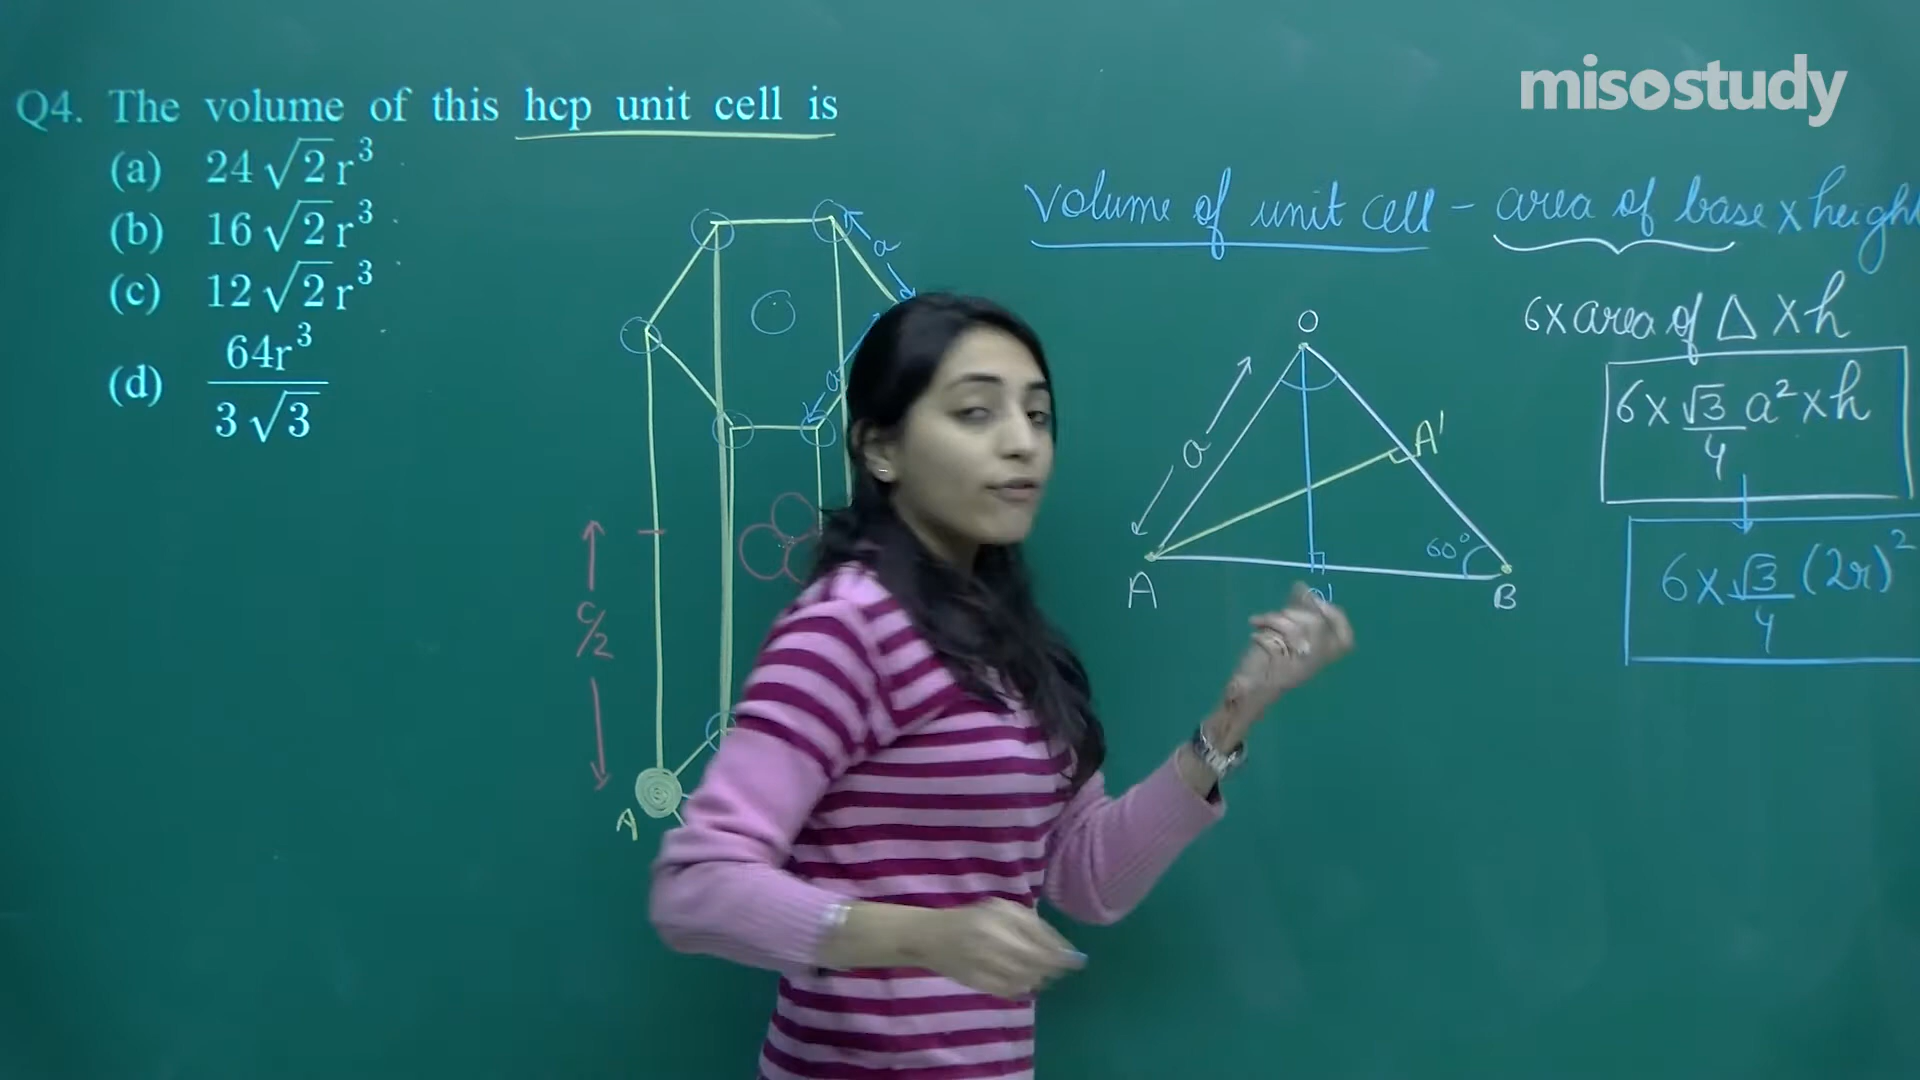 misostudy
Q4. The volume of this hcp unit cell is
(a) 24√2 r³
(b) 16√2 r³
(c) 12√2 r³
(d) 64r³ / 3√3
Volume of unit cell - area of base x height
6 x area of Δ x h
6 x √3/4 a² x h
6 x √3/4 (2r)²
a
a
c/2
A
O
a
A'
60°
A
B